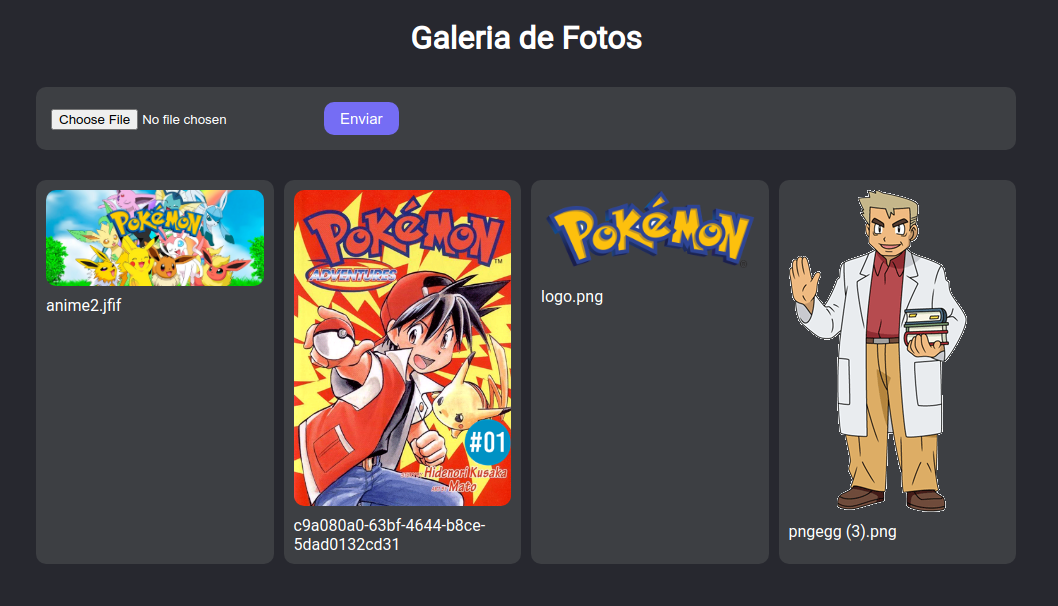 Galeria de Fotos
Choose File No file chosen
Enviar
POKéMON
anime2.jfif
POKéMON
TM
ADVENTURES
#01
Hidenori Kusaka
Mato
c9a080a0-63bf-4644-b8ce-
5dad0132cd31
POKéMON
logo.png
pngegg (3).png